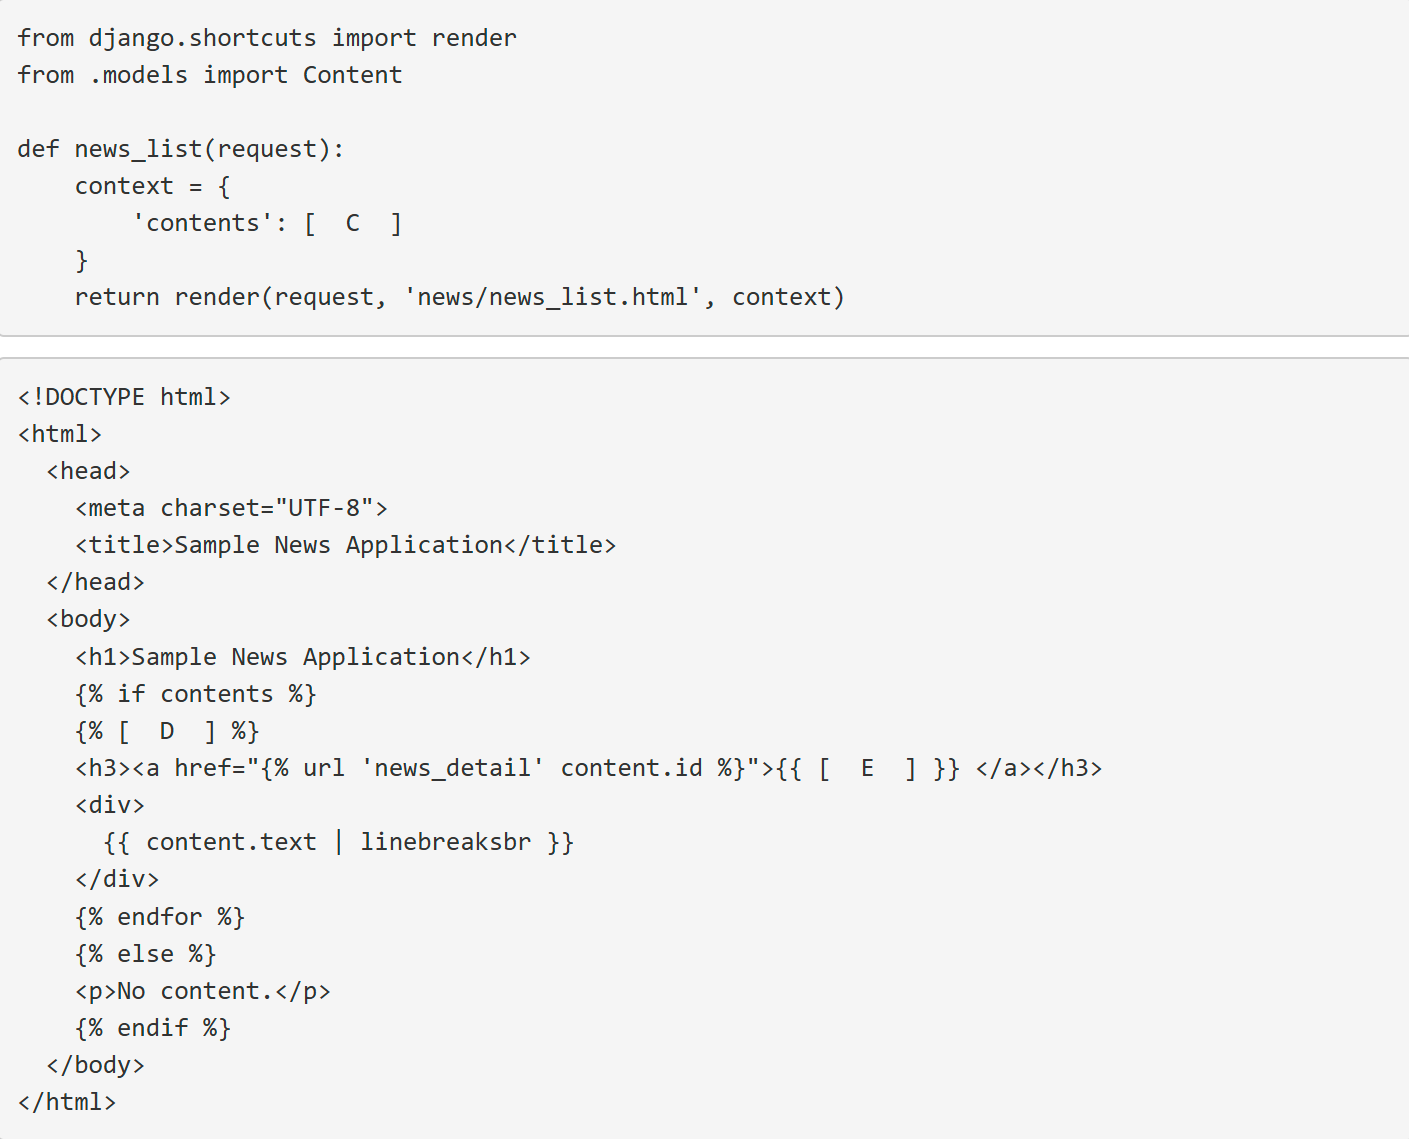 from django.shortcuts import render
from .models import Content

def news_list(request):
    context = {
        'contents': [  C  ]
    }
    return render(request, 'news/news_list.html', context)

<!DOCTYPE html>
<html>
  <head>
    <meta charset="UTF-8">
    <title>Sample News Application</title>
  </head>
  <body>
    <h1>Sample News Application</h1>
    {% if contents %}
    {% [  D  ] %}
    <h3><a href="{% url 'news_detail' content.id %}">{{ [  E  ] }} </a></h3>
    <div>
      {{ content.text | linebreaksbr }}
    </div>
    {% endfor %}
    {% else %}
    <p>No content.</p>
    {% endif %}
  </body>
</html>